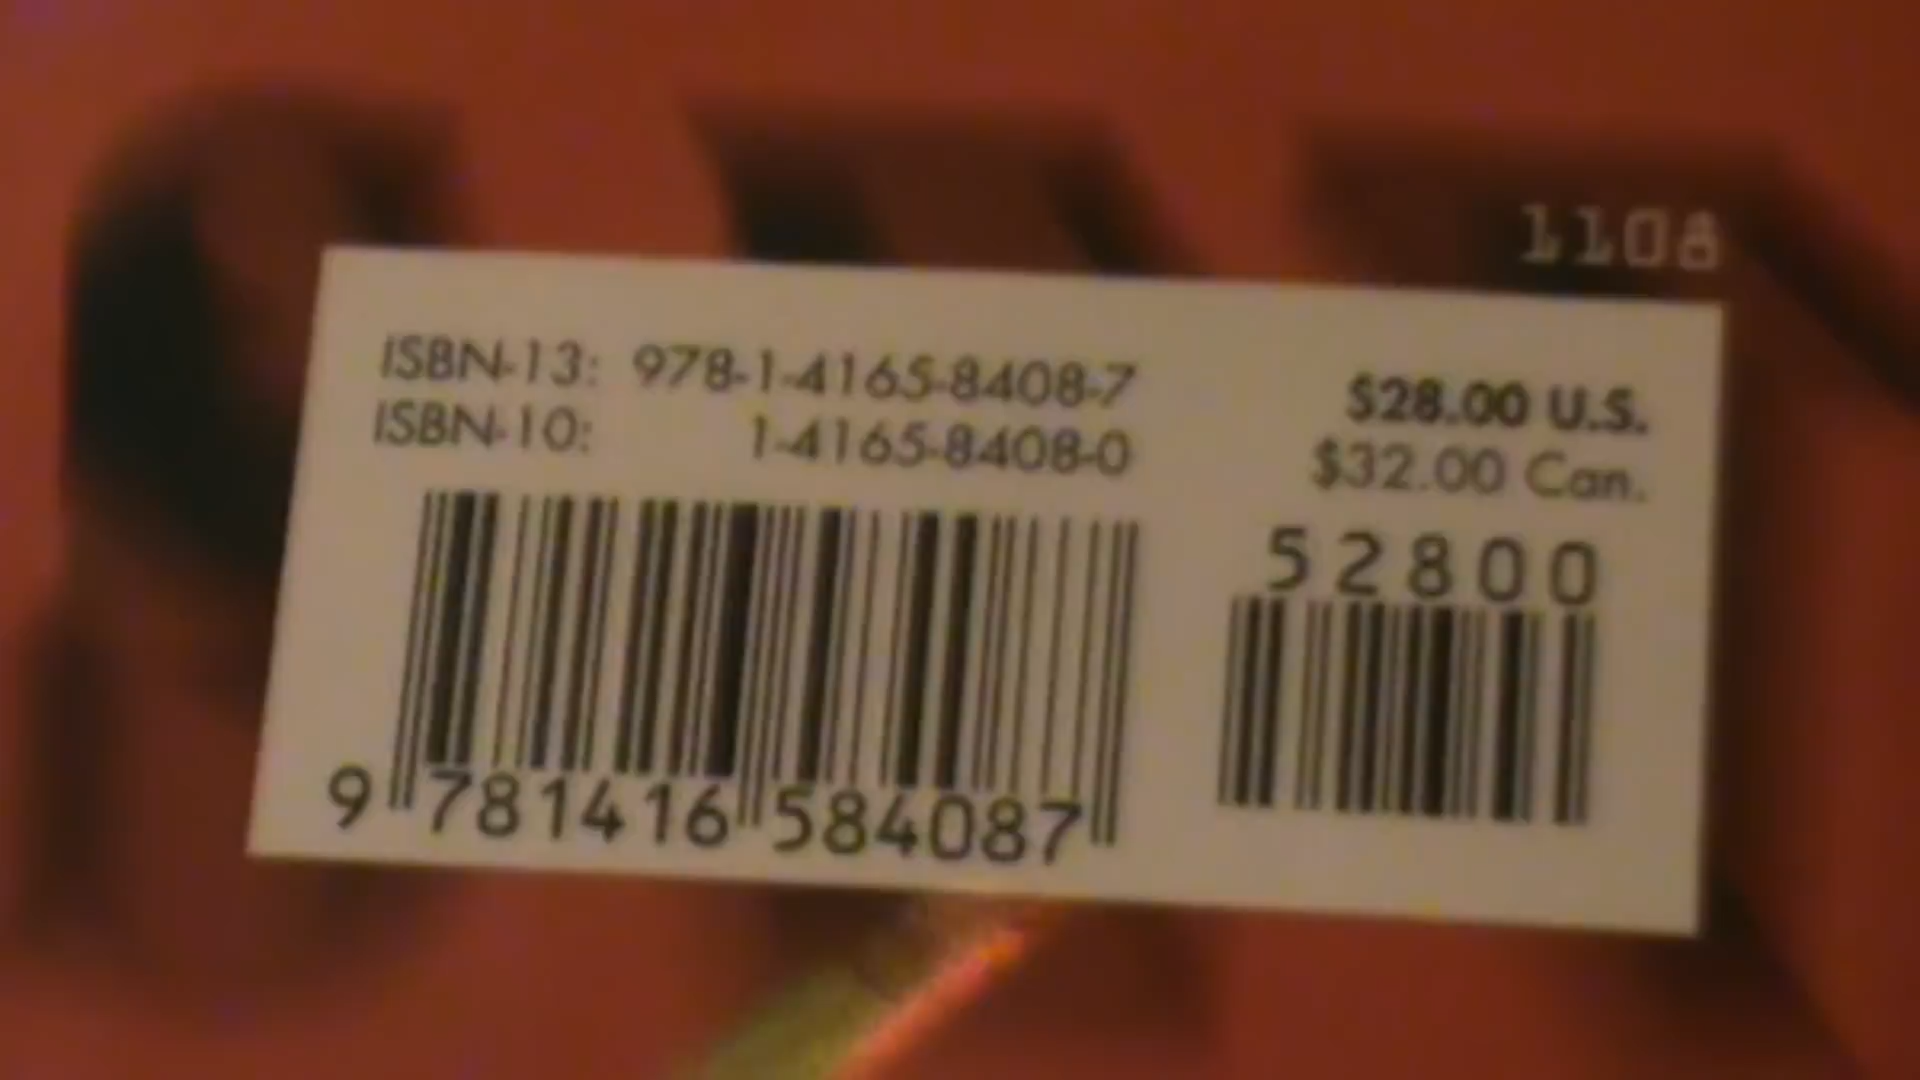 1108
ISBN-13: 978-1-4165-8408-7
ISBN-10: 1-4165-8408-0
$28.00 U.S.
$32.00 Can.
52800
9 781416 584087